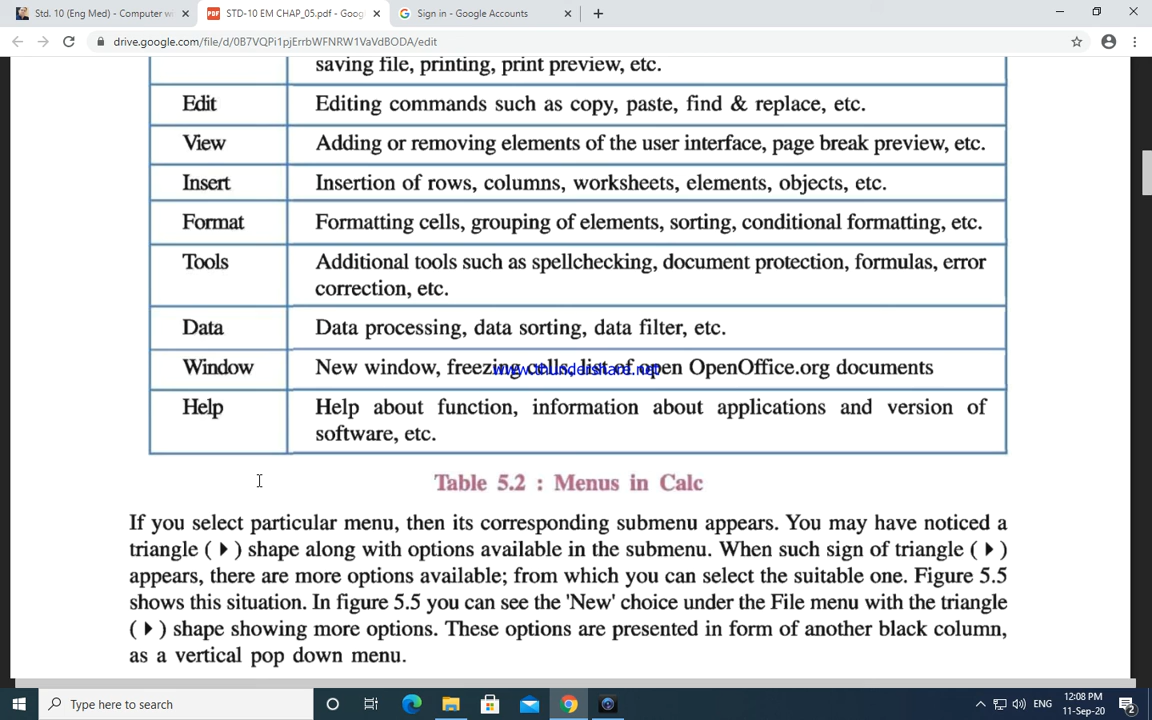 Std. 10 (Eng Med) - Computer w
STD-10 EM CHAP_05.pdf - Goog
Sign in - Google Accounts
drive.google.com/file/d/0B7VQPi1pjErrbWFNRW1VaVdBODA/edit
saving file, printing, print preview, etc.
Edit Editing commands such as copy, paste, find & replace, etc.
View Adding or removing elements of the user interface, page break preview, etc.
Insert Insertion of rows, columns, worksheets, elements, objects, etc.
Format Formatting cells, grouping of elements, sorting, conditional formatting, etc.
Tools Additional tools such as spellchecking, document protection, formulas, error
correction, etc.
Data Data processing, data sorting, data filter, etc.
Window New window, freezing cells, list of open OpenOffice.org documents
www.thundershare.net
Help Help about function, information about applications and version of
software, etc.
Table 5.2 : Menus in Calc
If you select particular menu, then its corresponding submenu appears. You may have noticed a
triangle ( ⏵ ) shape along with options available in the submenu. When such sign of triangle ( ⏵ )
appears, there are more options available; from which you can select the suitable one. Figure 5.5
shows this situation. In figure 5.5 you can see the 'New' choice under the File menu with the triangle
( ⏵ ) shape showing more options. These options are presented in form of another black column,
as a vertical pop down menu.
Type here to search
ENG
12:08 PM
11-Sep-20
2